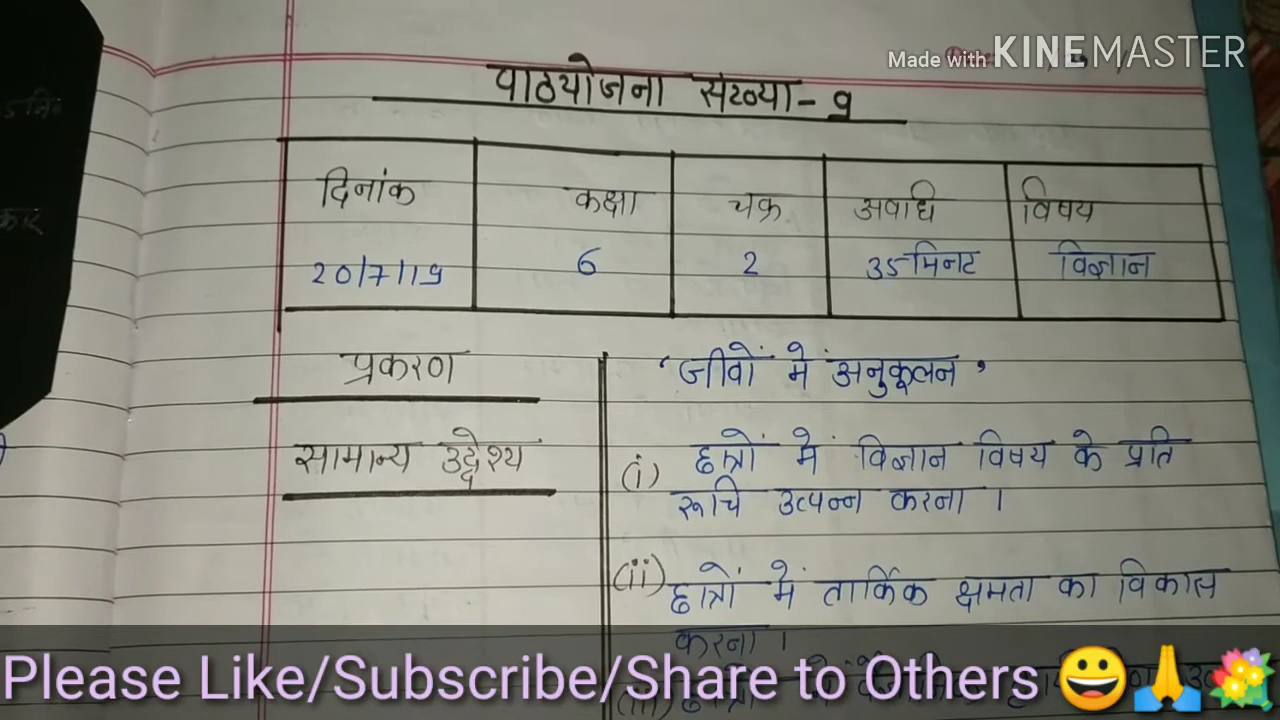 Made with KINEMASTER
पाठयोजना संख्या - 9
दिनांक कक्षा चक्र अवधि विषय
20/7/19 6 2 35 मिनट विज्ञान
प्रकरण ' जीवों में अनुकूलन '
सामान्य उद्देश्य (i) छात्रों में विज्ञान विषय के प्रति
रूचि उत्पन्न करना ।
(ii) छात्रों में तार्किक क्षमता का विकास
करना ।
(iii)
Please Like/Subscribe/Share to Others 😀🙏💐